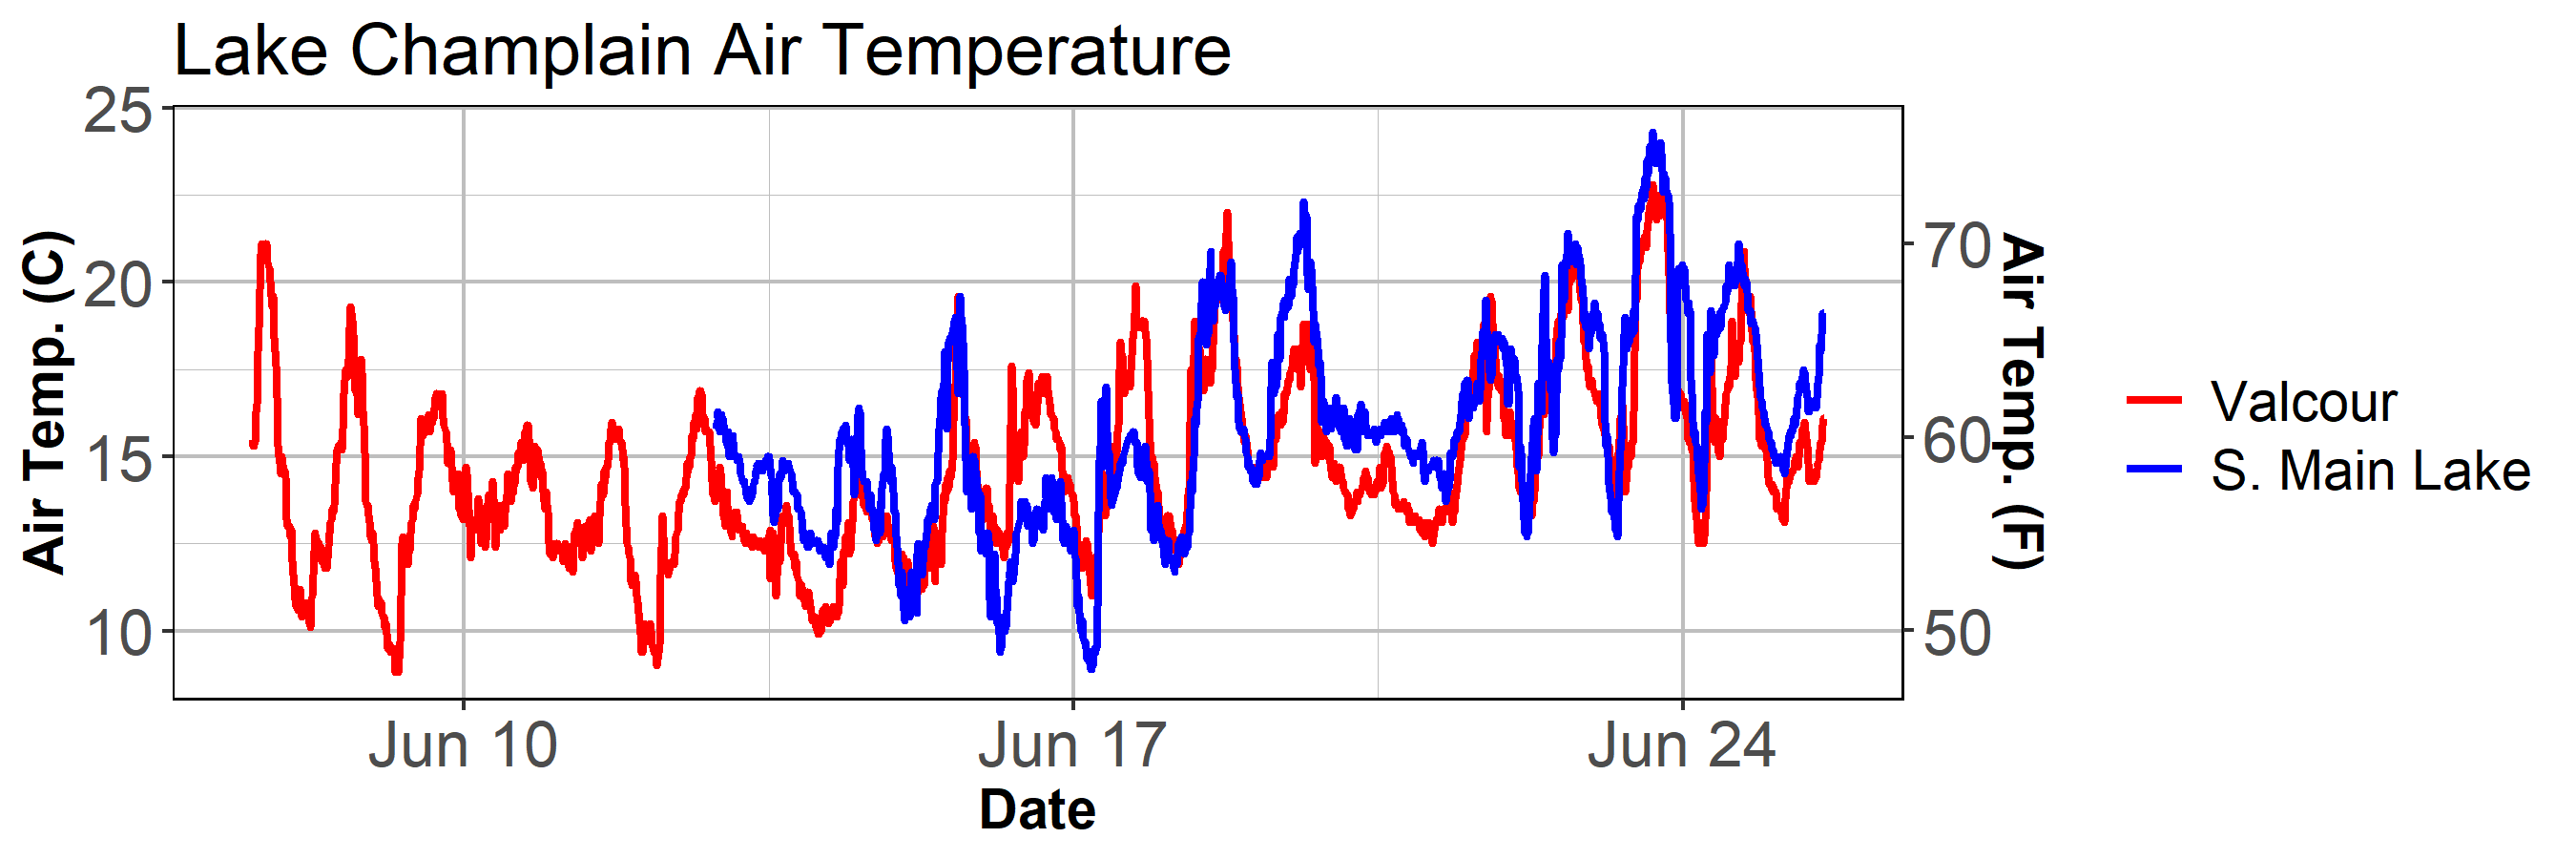 Lake Champlain Air Temperature
Air Temp. (C)
25
20
15
10
70
60
50
Air Temp. (F)
Jun 10
Jun 17
Jun 24
Date
Valcour
S. Main Lake